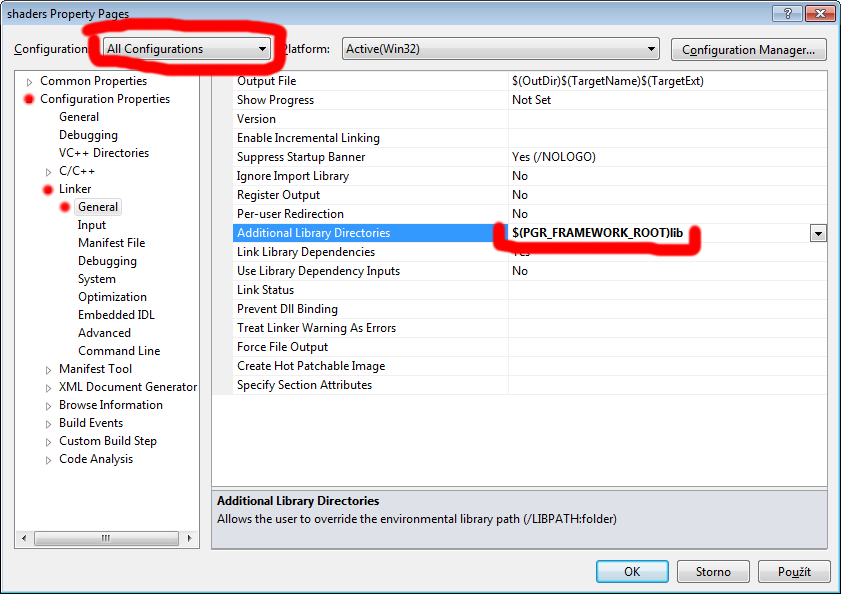 shaders Property Pages
Configuration: All Configurations Platform: Active(Win32) Configuration Manager...
Common Properties
Configuration Properties
General
Debugging
VC++ Directories
C/C++
Linker
General
Input
Manifest File
Debugging
System
Optimization
Embedded IDL
Advanced
Command Line
Manifest Tool
XML Document Generator
Browse Information
Build Events
Custom Build Step
Code Analysis
Output File $(OutDir)$(TargetName)$(TargetExt)
Show Progress Not Set
Version
Enable Incremental Linking
Suppress Startup Banner Yes (/NOLOGO)
Ignore Import Library No
Register Output No
Per-user Redirection No
Additional Library Directories $(PGR_FRAMEWORK_ROOT)lib
Link Library Dependencies Yes
Use Library Dependency Inputs No
Link Status
Prevent Dll Binding
Treat Linker Warning As Errors
Force File Output
Create Hot Patchable Image
Specify Section Attributes
Additional Library Directories
Allows the user to override the environmental library path (/LIBPATH:folder)
OK Storno Použít